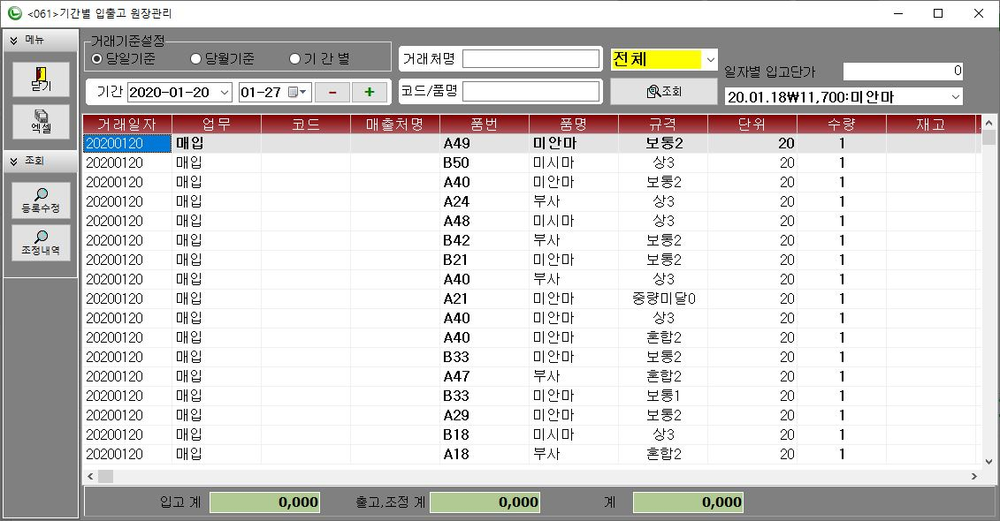 <061>기간별 입출고 원장관리
메뉴
닫기
엑셀
조회
등록수정
조정내역
거래기준설정
당일기준 당월기준 기 간 별
기간 2020-01-20 01-27 - +
거래처명
코드/품명
전체
조회
일자별 입고단가 0
20.01.18₩11,700:미안마
거래일자 업무 코드 매출처명 품번 품명 규격 단위 수량 재고
20200120 매입 A49 미안마 보통2 20 1
20200120 매입 B50 미시마 상3 20 1
20200120 매입 A40 미안마 보통2 20 1
20200120 매입 A24 부사 상3 20 1
20200120 매입 A48 미시마 상3 20 1
20200120 매입 B42 부사 보통2 20 1
20200120 매입 B21 미안마 보통2 20 1
20200120 매입 A40 부사 상3 20 1
20200120 매입 A21 미안마 중량미달0 20 1
20200120 매입 A40 미안마 상3 20 1
20200120 매입 A40 미안마 혼합2 20 1
20200120 매입 B33 미안마 보통2 20 1
20200120 매입 A47 부사 혼합2 20 1
20200120 매입 B33 미안마 보통1 20 1
20200120 매입 A29 미안마 보통2 20 1
20200120 매입 B18 미시마 상3 20 1
20200120 매입 A18 부사 혼합2 20 1
입고 계 0,000 출고,조정 계 0,000 계 0,000